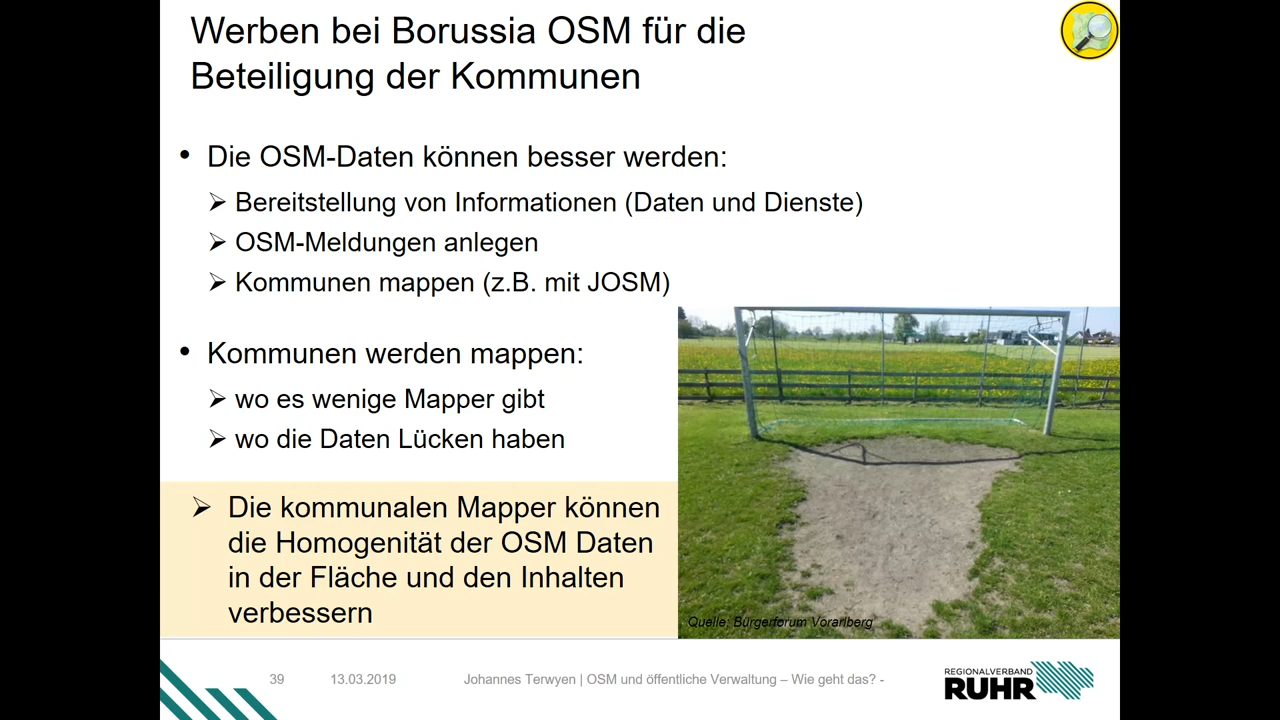 Werben bei Borussia OSM für die
Beteiligung der Kommunen
• Die OSM-Daten können besser werden:
➢ Bereitstellung von Informationen (Daten und Dienste)
➢ OSM-Meldungen anlegen
➢ Kommunen mappen (z.B. mit JOSM)
• Kommunen werden mappen:
➢ wo es wenige Mapper gibt
➢ wo die Daten Lücken haben
➢ Die kommunalen Mapper können
die Homogenität der OSM Daten
in der Fläche und den Inhalten
verbessern
Quelle: Bürgerforum Vorarlberg
39 13.03.2019 Johannes Terwyen | OSM und öffentliche Verwaltung – Wie geht das? -
REGIONALVERBAND
RUHR